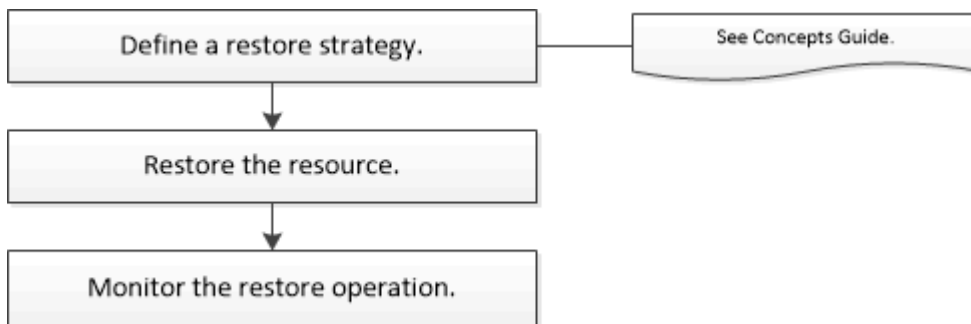 Define a restore strategy.
See Concepts Guide.
Restore the resource.
Monitor the restore operation.